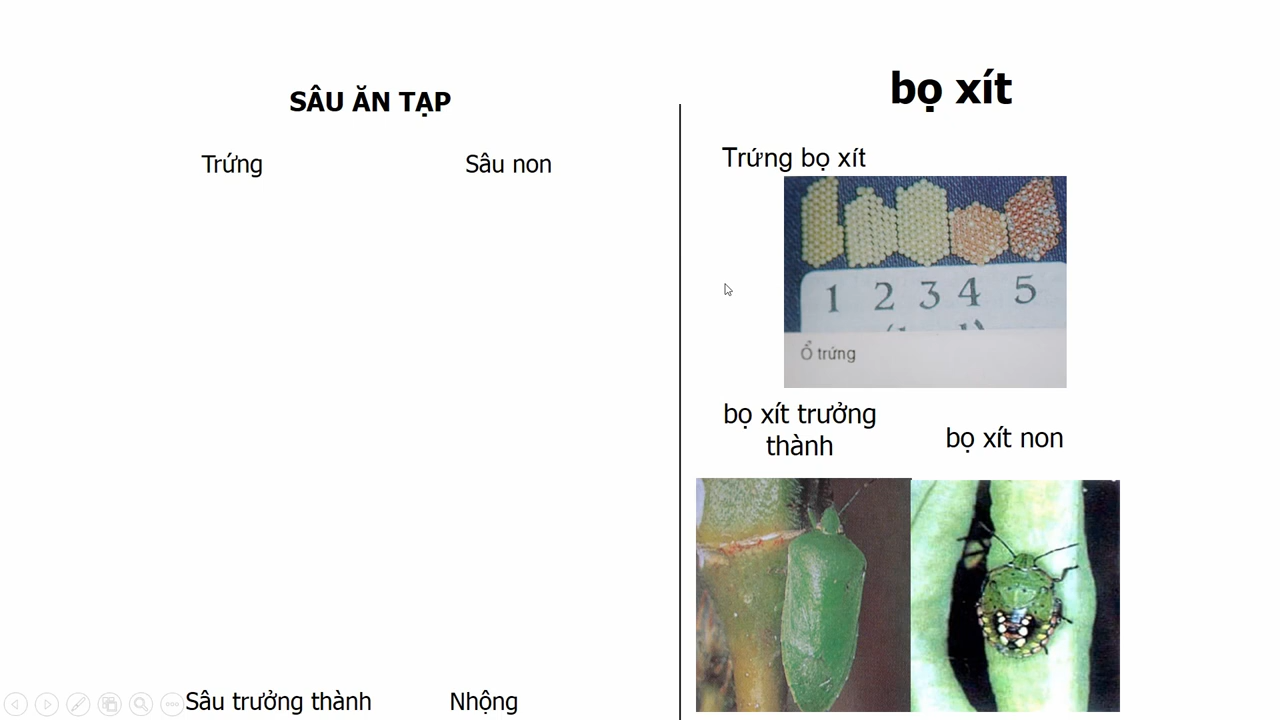 SÂU ĂN TẠP
Trứng
Sâu non
Sâu trưởng thành
Nhộng
bọ xít
Trứng bọ xít
1 2 3 4 5
Ổ trứng
bọ xít trưởng
thành
bọ xít non